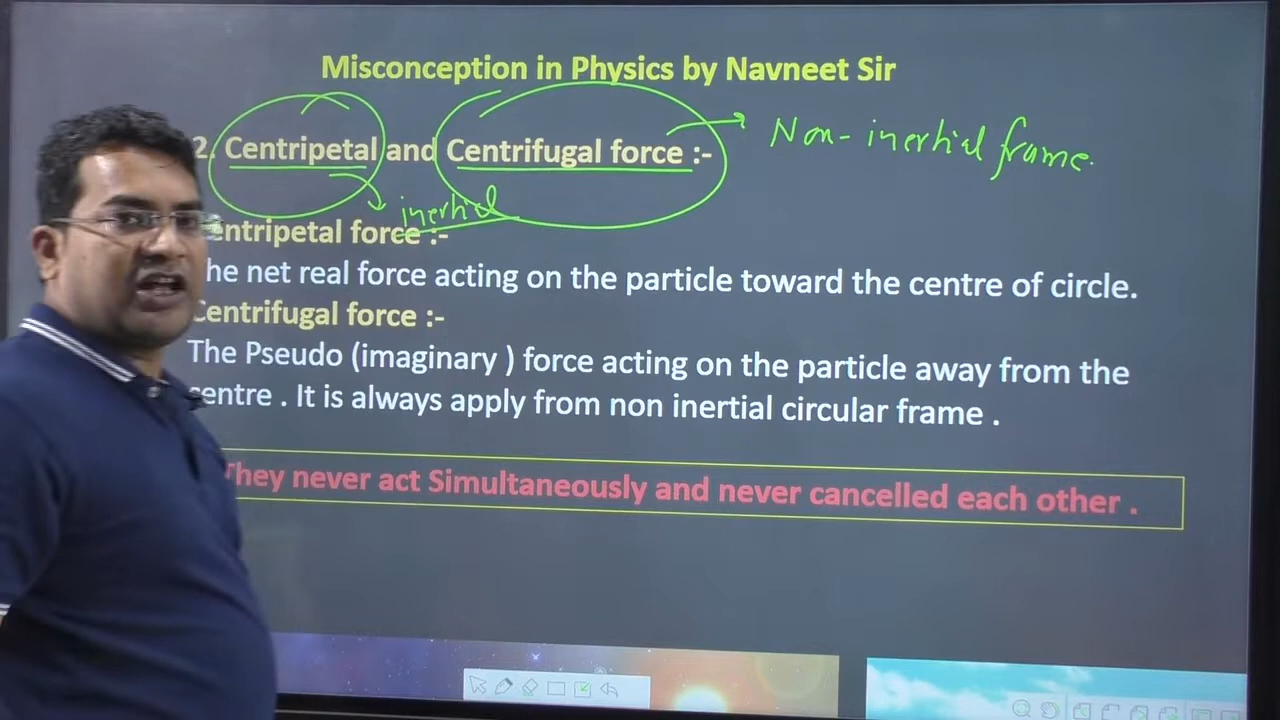 Misconception in Physics by Navneet Sir
2. Centripetal and Centrifugal force :-
Non-inertial frame.
inertial
entripetal force :-
he net real force acting on the particle toward the centre of circle.
Centrifugal force :-
The Pseudo (imaginary ) force acting on the particle away from the
centre . It is always apply from non inertial circular frame .
They never act Simultaneously and never cancelled each other .